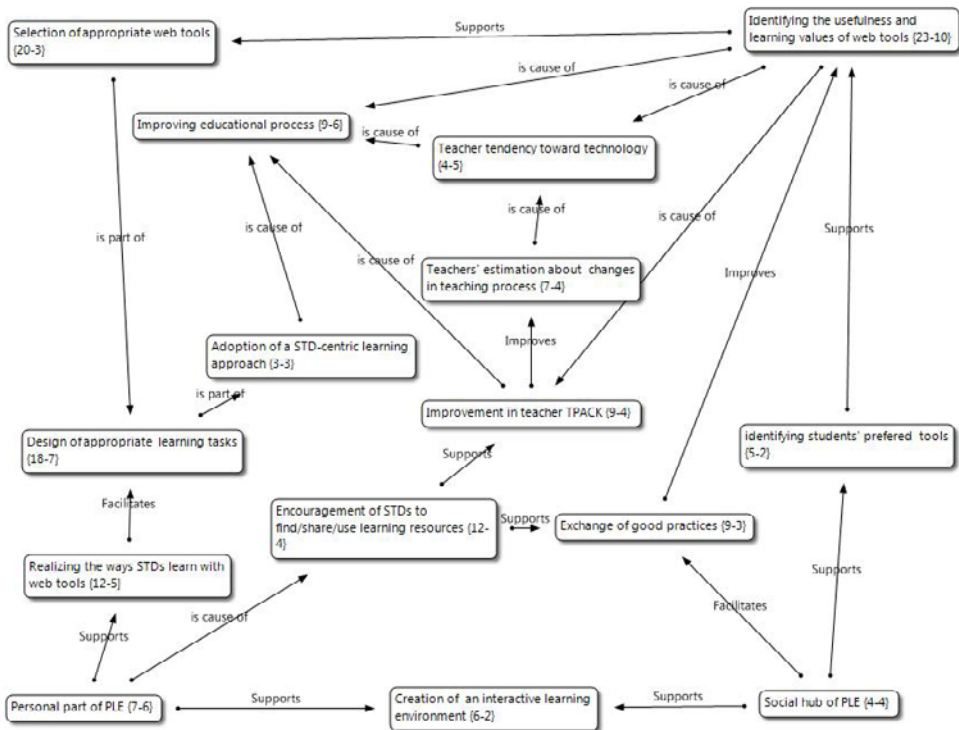 Supports
Selection of appropriate web tools
{20-3}
Identifying the usefulness and
learning values of web tools {23-10}
is cause of
is cause of
Improving educational process {9-6}
is cause of
Teacher tendency toward technology
{4-5}
is part of
is cause of
is cause of
is cause of
Supports
is cause of
Teachers' estimation about changes
in teaching process {7-4}
Improves
Adoption of a STD-centric learning
approach {3-3}
Improves
is part of
Improvement in teacher TPACK {9-4}
Design of appropriate learning tasks
{18-7}
identifying students' prefered tools
{5-2}
Supports
Facilitates
Encouragement of STDs to
find/share/use learning resources {12-
4}
Supports
Exchange of good practices {9-3}
Realizing the ways STDs learn with
web tools {12-5}
Supports
is cause of
Facilitates
Supports
Personal part of PLE {7-6}
Supports
Creation of an interactive learning
environment {6-2}
Supports
Social hub of PLE {4-4}